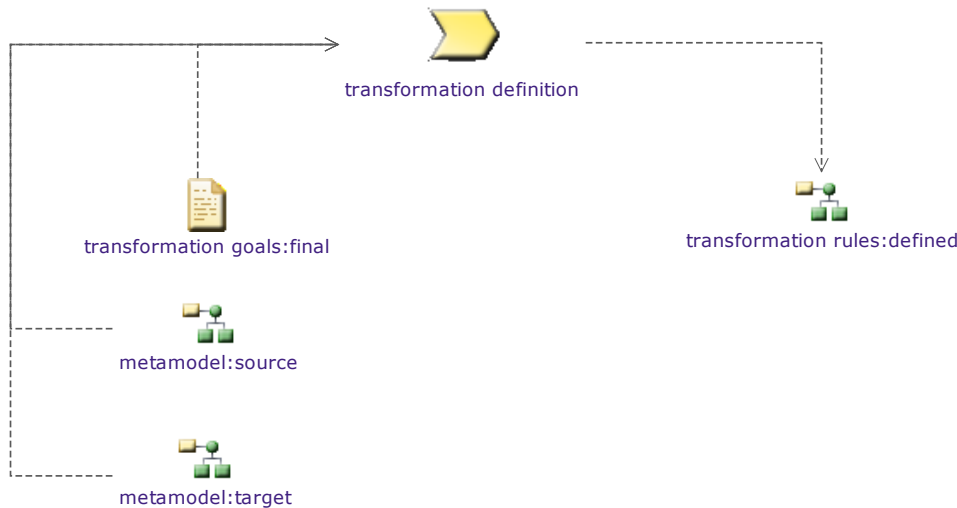 transformation definition
transformation goals:final
transformation rules:defined
metamodel:source
metamodel:target